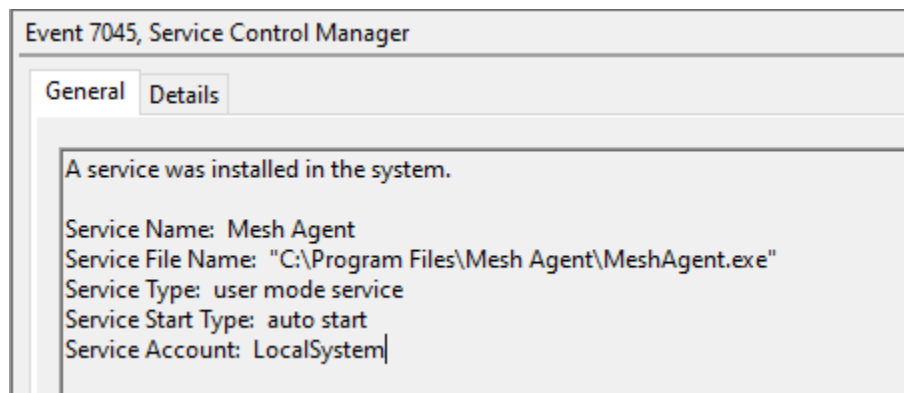 Event 7045, Service Control Manager
General Details
A service was installed in the system.
Service Name:  Mesh Agent
Service File Name:  "C:\Program Files\Mesh Agent\MeshAgent.exe"
Service Type:  user mode service
Service Start Type:  auto start
Service Account:  LocalSystem